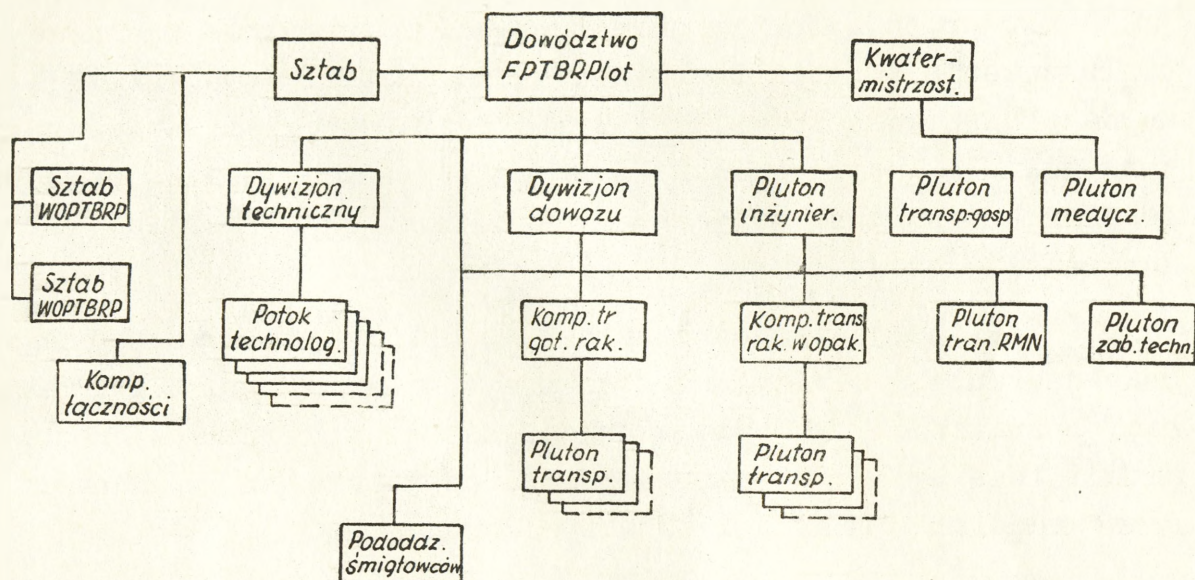 Dowództwo
FPTBRPlot
Sztab
Kwater-
mistrzost.
Sztab
WOPTBRP
Dywizjon
techniczny
Dywizjon
dowozu
Pluton
inżynier.
Pluton
transp-gosp
Pluton
medycz.
Sztab
WOPTBRP
Potok
technolog.
Komp. tr
got. rak.
Komp. trans
rak. w opak.
Pluton
tran. RMN
Pluton
zab. techn.
Komp.
łączności
Pluton
transp.
Pluton
transp.
Pododdz.
śmigłowców